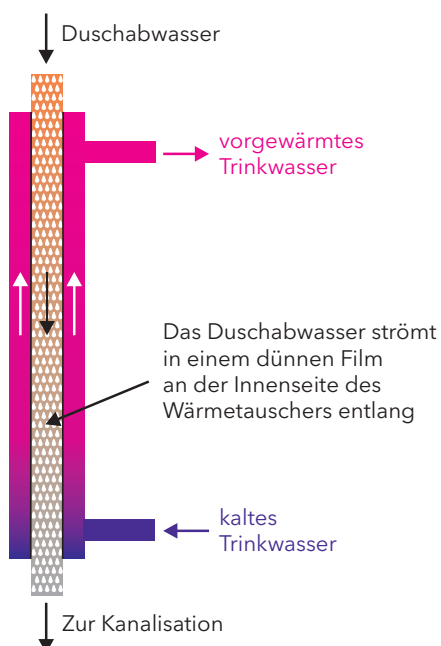 Duschabwasser
vorgewärmtes
Trinkwasser
Das Duschabwasser strömt
in einem dünnen Film
an der Innenseite des
Wärmetauschers entlang
kaltes
Trinkwasser
Zur Kanalisation